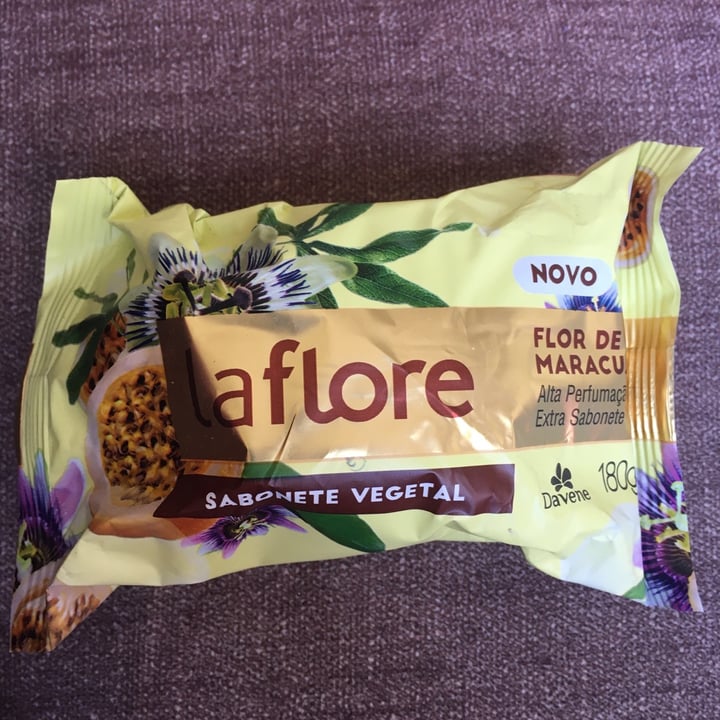 NOVO
laflore
FLOR DE
MARACU
Alta Perfumaçã
Extra Sabonete
SABONETE VEGETAL
Davene
180g